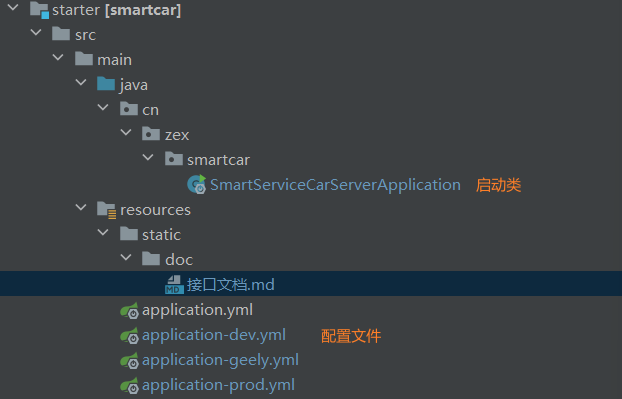 starter [smartcar]
src
main
java
cn
zex
smartcar
SmartServiceCarServerApplication 启动类
resources
static
doc
MD 接口文档.md
application.yml
application-dev.yml 配置文件
application-geely.yml
application-prod.yml